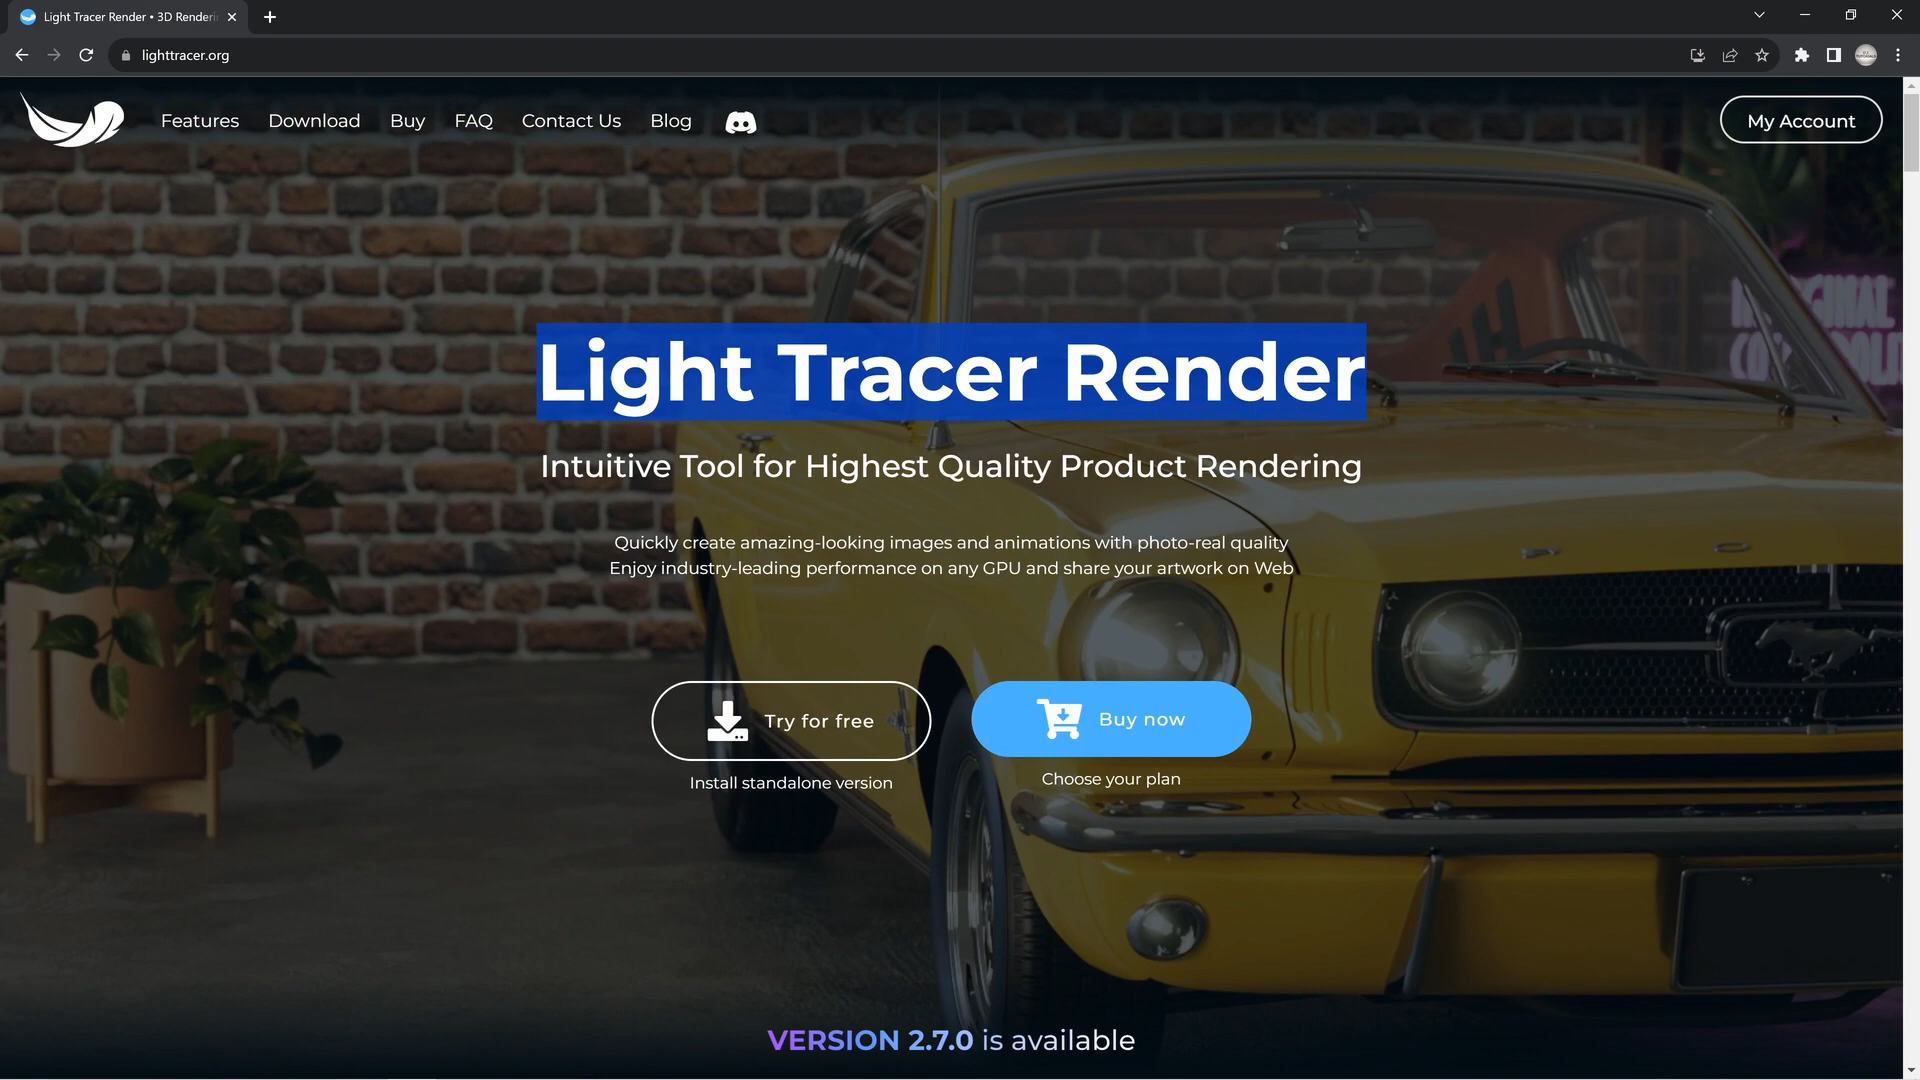 Light Tracer Render • 3D Renderi
lighttracer.org
Features Download Buy FAQ Contact Us Blog
My Account
Light Tracer Render
Intuitive Tool for Highest Quality Product Rendering
Quickly create amazing-looking images and animations with photo-real quality
Enjoy industry-leading performance on any GPU and share your artwork on Web
Try for free
Buy now
Install standalone version
Choose your plan
VERSION 2.7.0 is available